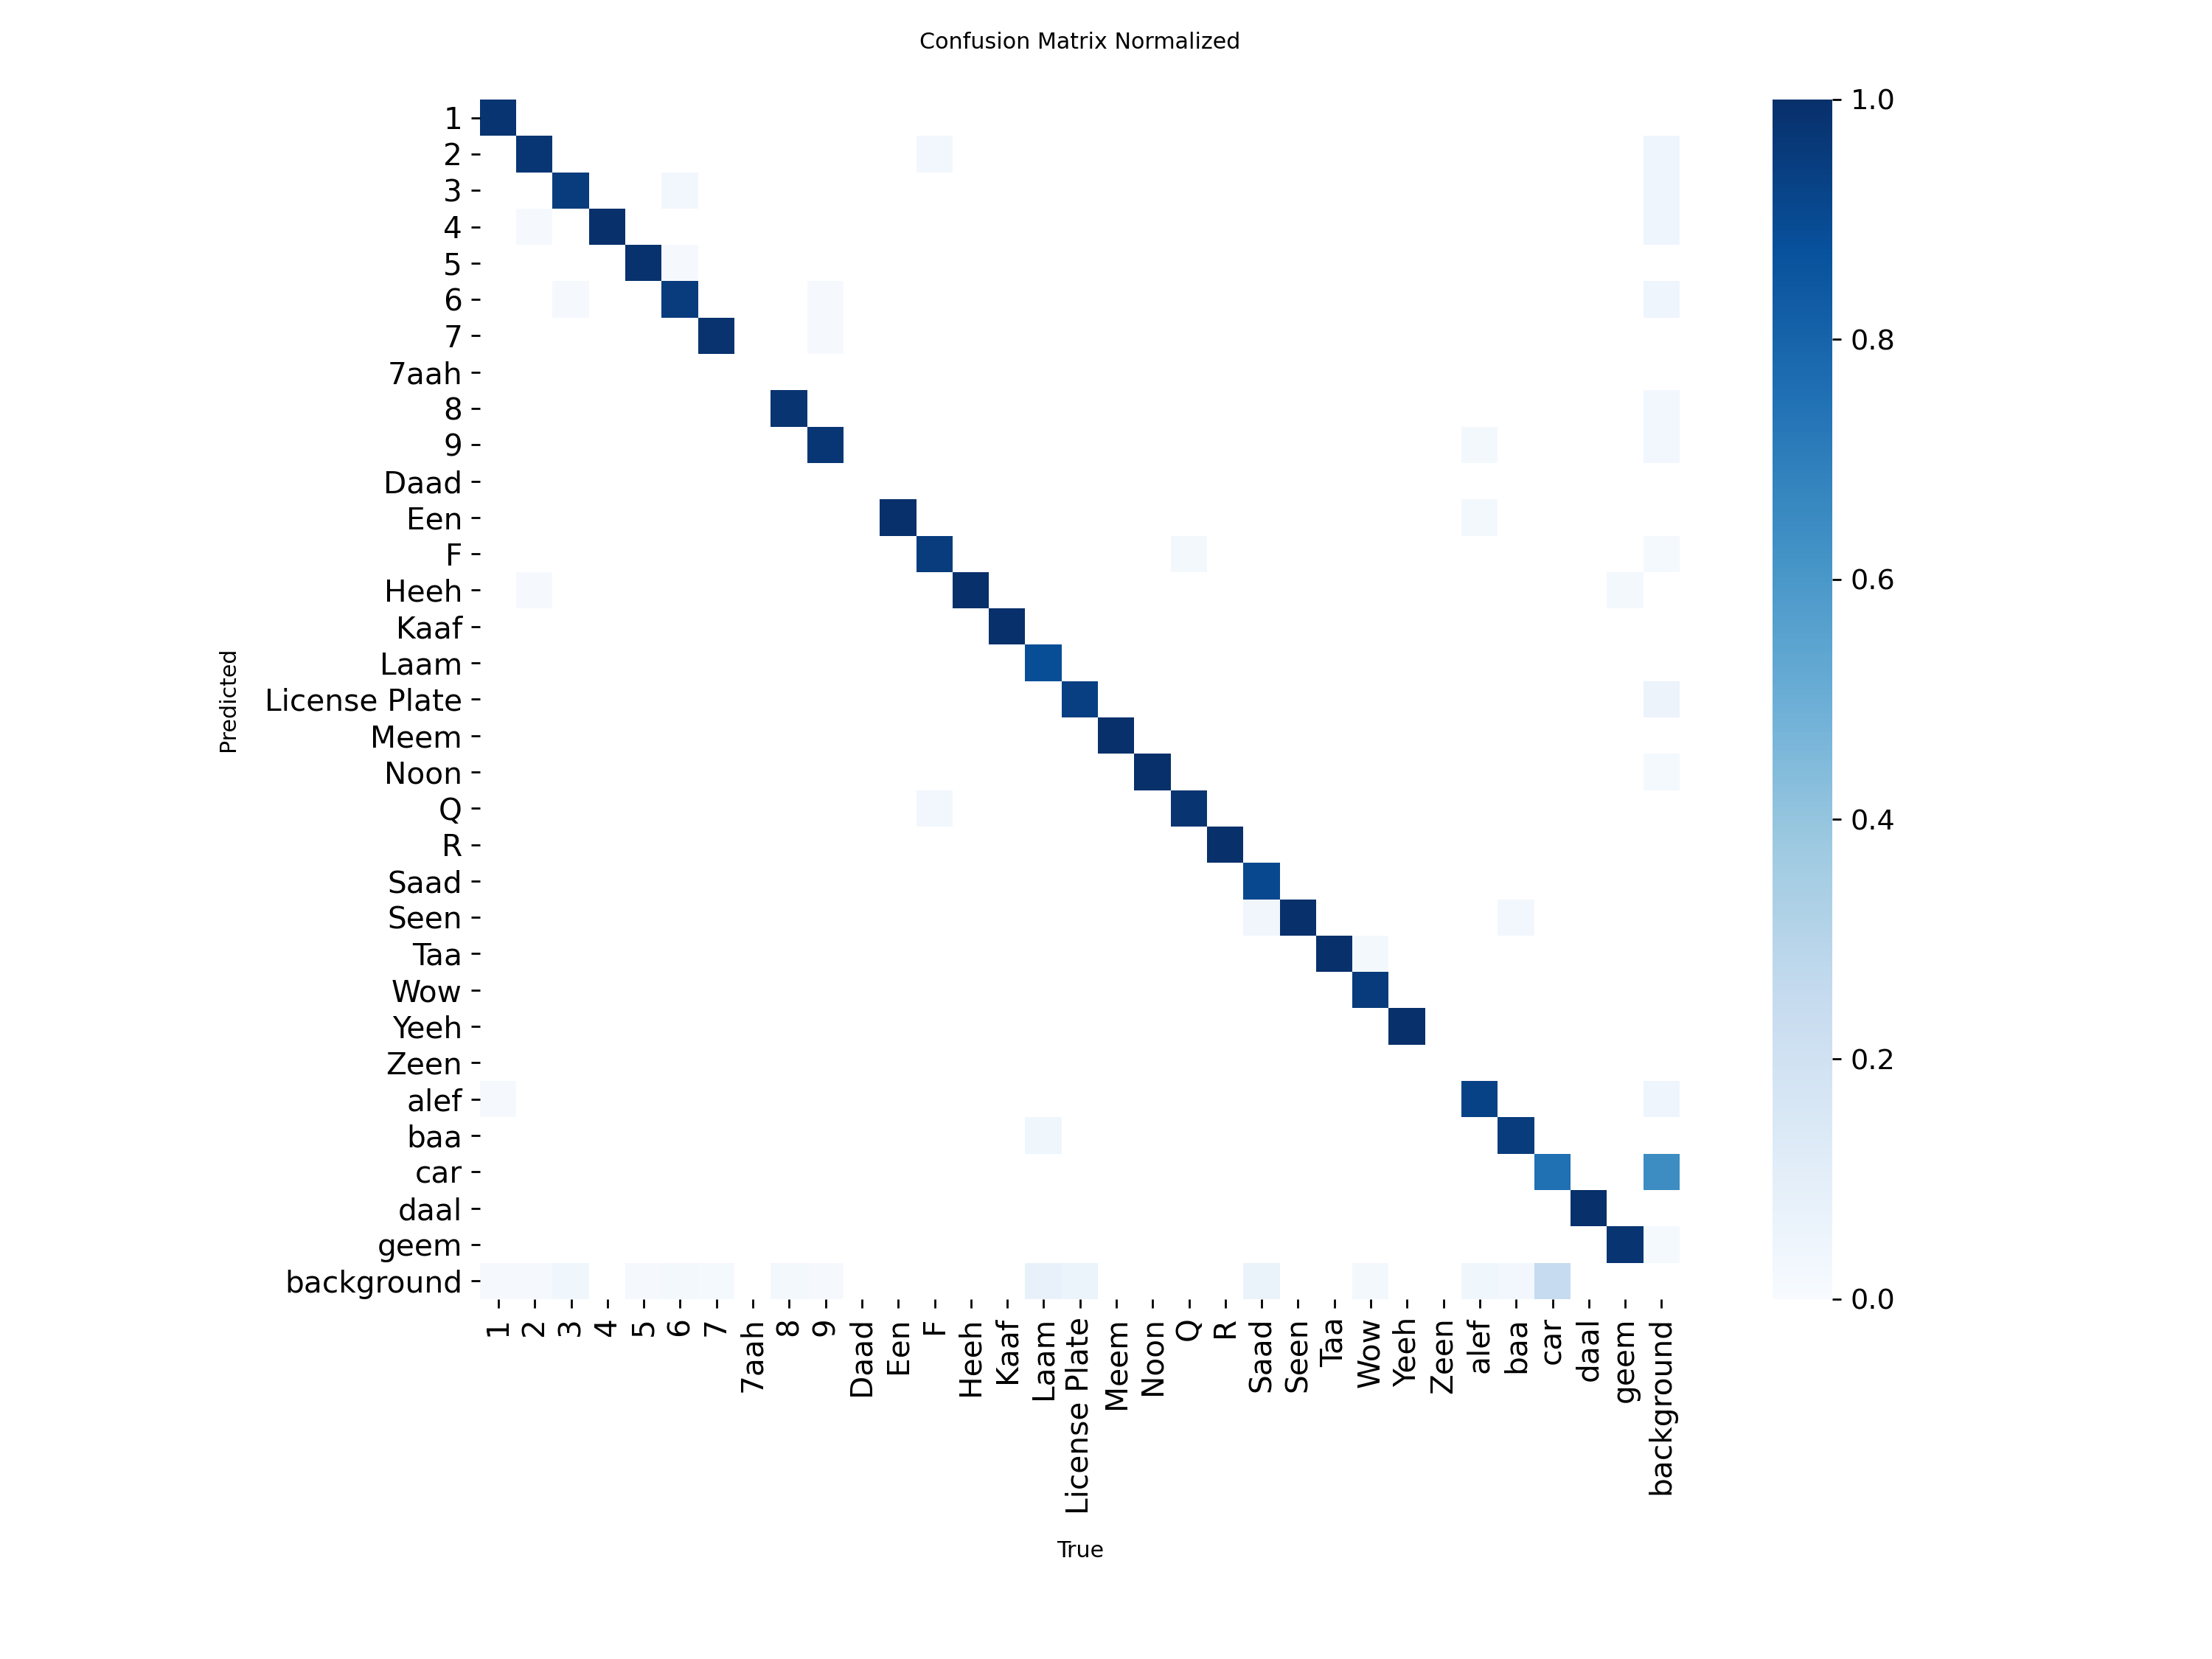 Confusion Matrix Normalized
1
2
3
4
5
6
7
7aah
8
9
Daad
Een
F
Heeh
Kaaf
Laam
License Plate
Meem
Noon
Q
R
Saad
Seen
Taa
Wow
Yeeh
Zeen
alef
baa
car
daal
geem
background
Predicted
1
2
3
4
5
6
7
7aah
8
9
Daad
Een
F
Heeh
Kaaf
Laam
License Plate
Meem
Noon
Q
R
Saad
Seen
Taa
Wow
Yeeh
Zeen
alef
baa
car
daal
geem
background
True
1.0
0.8
0.6
0.4
0.2
0.0